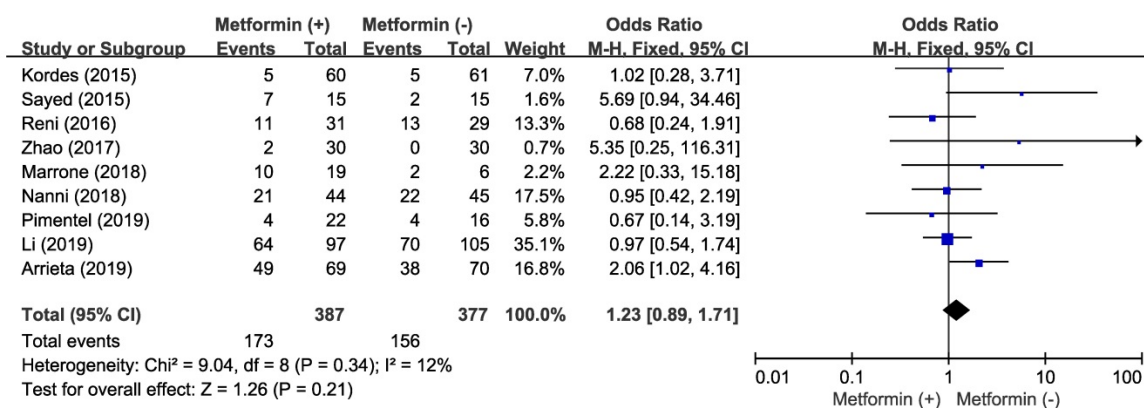 Metformin (+) Metformin (-) Odds Ratio Odds Ratio
Study or Subgroup Events Total Events Total Weight M-H, Fixed, 95% CI M-H, Fixed, 95% CI
Kordes (2015) 5 60 5 61 7.0% 1.02 [0.28, 3.71]
Sayed (2015) 7 15 2 15 1.6% 5.69 [0.94, 34.46]
Reni (2016) 11 31 13 29 13.3% 0.68 [0.24, 1.91]
Zhao (2017) 2 30 0 30 0.7% 5.35 [0.25, 116.31]
Marrone (2018) 10 19 2 6 2.2% 2.22 [0.33, 15.18]
Nanni (2018) 21 44 22 45 17.5% 0.95 [0.42, 2.19]
Pimentel (2019) 4 22 4 16 5.8% 0.67 [0.14, 3.19]
Li (2019) 64 97 70 105 35.1% 0.97 [0.54, 1.74]
Arrieta (2019) 49 69 38 70 16.8% 2.06 [1.02, 4.16]
Total (95% CI) 387 377 100.0% 1.23 [0.89, 1.71]
Total events 173 156
Heterogeneity: Chi² = 9.04, df = 8 (P = 0.34); I² = 12%
Test for overall effect: Z = 1.26 (P = 0.21)
0.01 0.1 1 10 100
Metformin (+) Metformin (-)